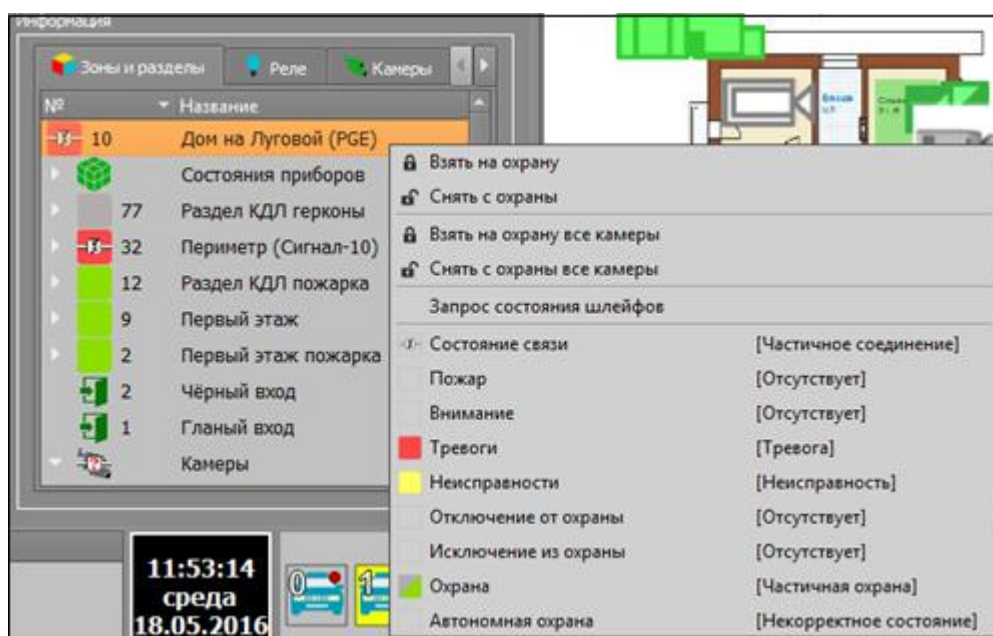 Информация
Зоны и разделы Реле Камеры
№ Название
10 Дом на Луговой (PGE)
Состояния приборов
77 Раздел КДЛ герконы
32 Периметр (Сигнал-10)
12 Раздел КДЛ пожарка
9 Первый этаж
2 Первый этаж пожарка
2 Чёрный вход
1 Гланый вход
Камеры
Взять на охрану
Снять с охраны
Взять на охрану все камеры
Снять с охраны все камеры
Запрос состояния шлейфов
Состояние связи [Частичное соединение]
Пожар [Отсутствует]
Внимание [Отсутствует]
Тревоги [Тревога]
Неисправности [Неисправность]
Отключение от охраны [Отсутствует]
Исключение из охраны [Отсутствует]
Охрана [Частичная охрана]
Автономная охрана [Некорректное состояние]
11:53:14
среда
18.05.2016
0 1